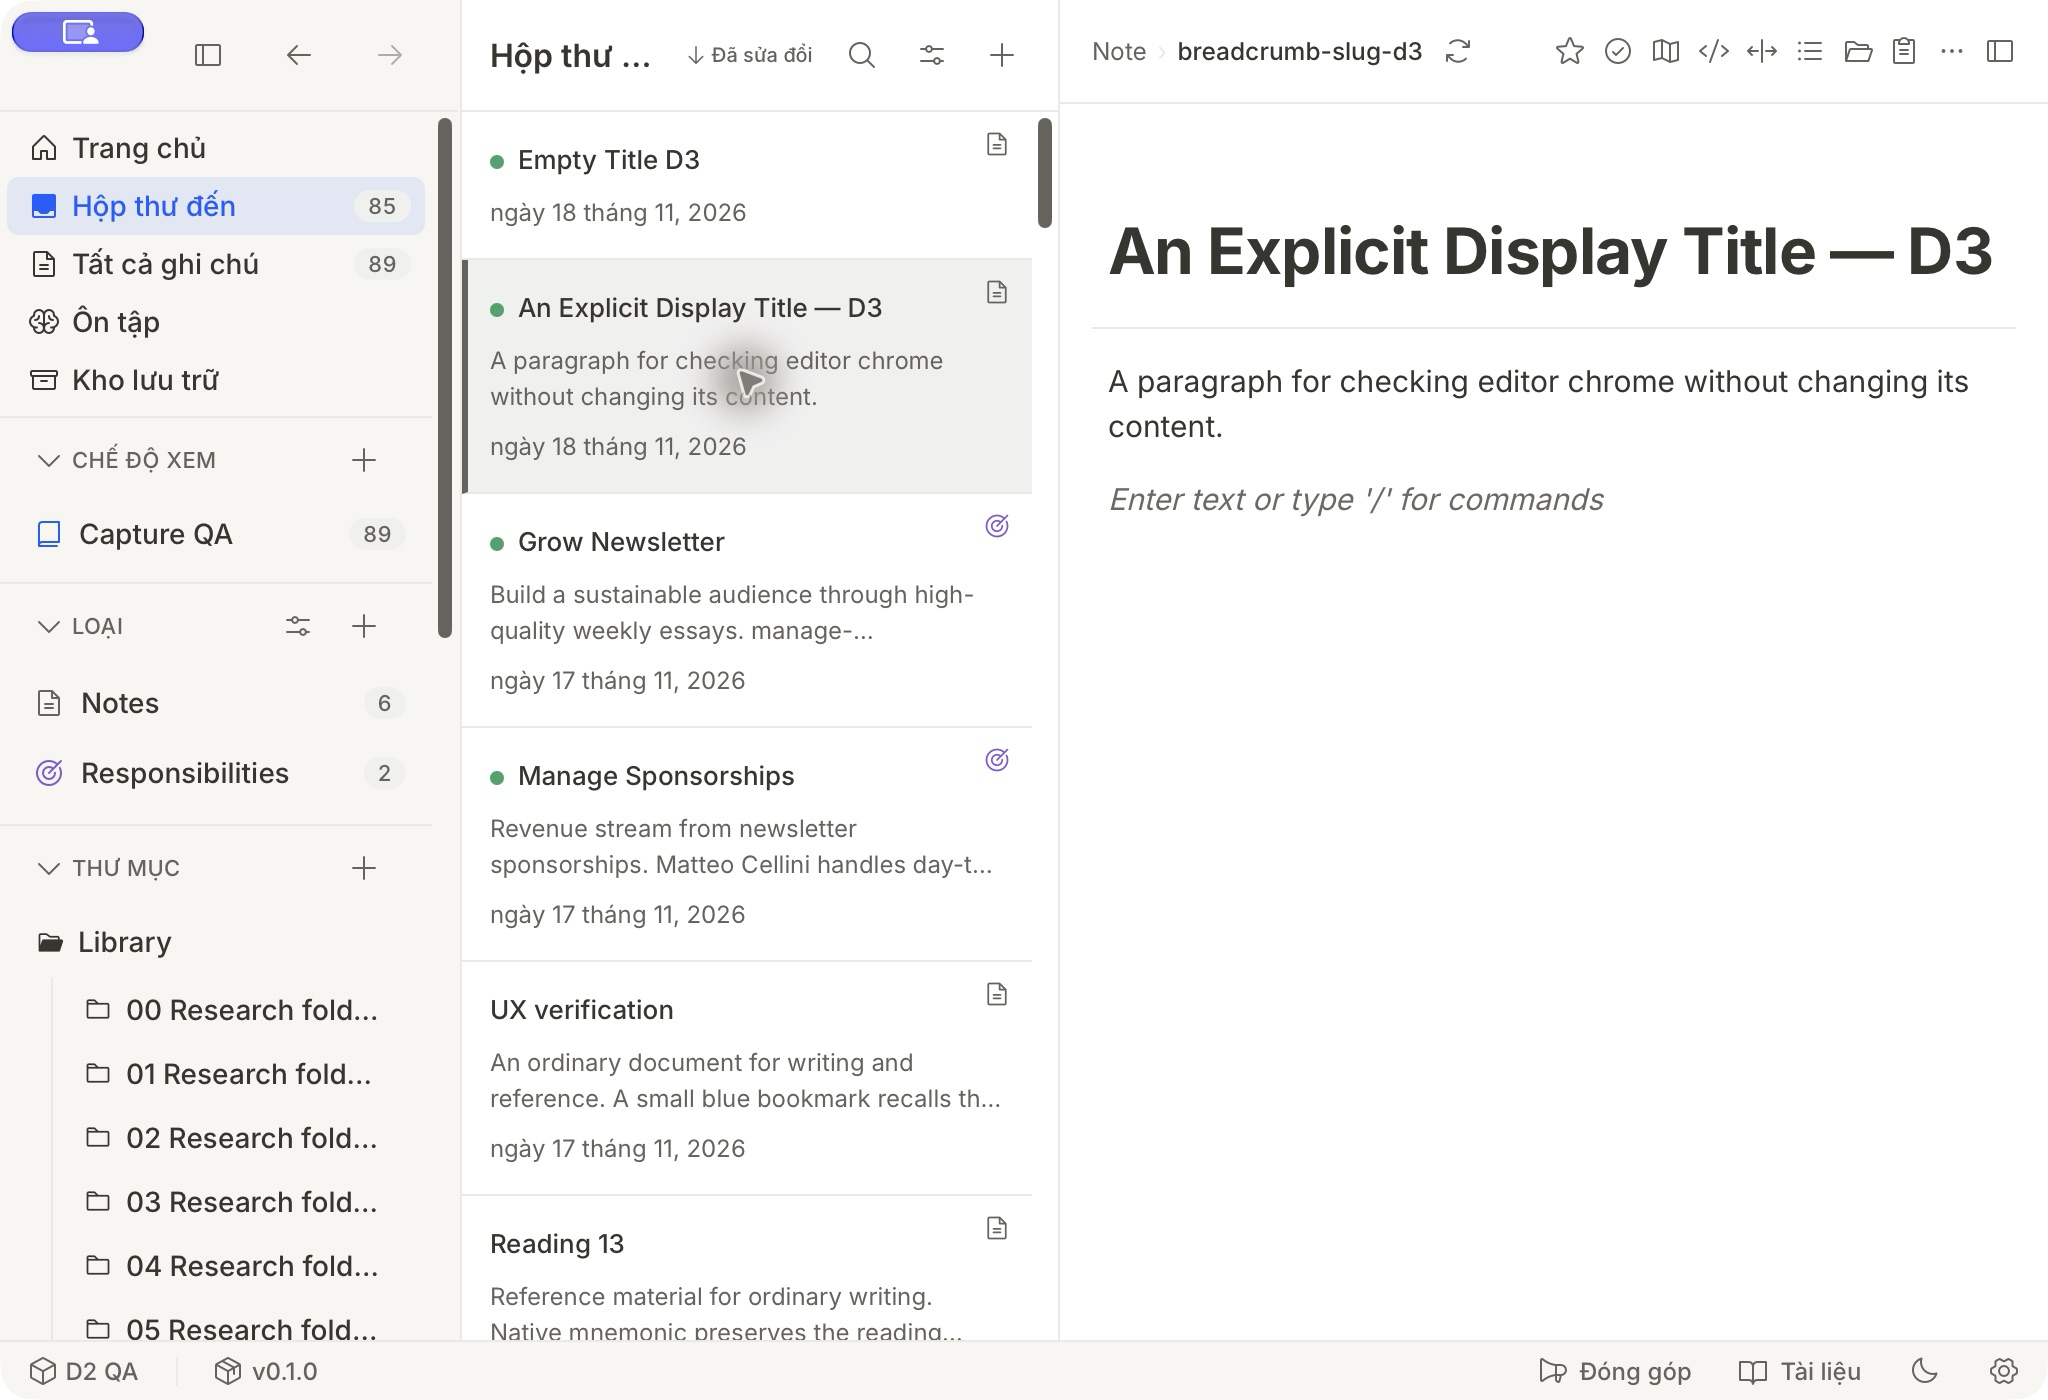 Trang chủ
Hộp thư đến 85
Tất cả ghi chú 89
Ôn tập
Kho lưu trữ
CHẾ ĐỘ XEM
Capture QA 89
LOẠI
Notes 6
Responsibilities 2
THƯ MỤC
Library
00 Research fold...
01 Research fold...
02 Research fold...
03 Research fold...
04 Research fold...
05 Research fold...
Hộp thư ... Đã sửa đổi
Empty Title D3
ngày 18 tháng 11, 2026
An Explicit Display Title — D3
A paragraph for checking editor chrome
without changing its content.
ngày 18 tháng 11, 2026
Grow Newsletter
Build a sustainable audience through high-
quality weekly essays. manage-...
ngày 17 tháng 11, 2026
Manage Sponsorships
Revenue stream from newsletter
sponsorships. Matteo Cellini handles day-t...
ngày 17 tháng 11, 2026
UX verification
An ordinary document for writing and
reference. A small blue bookmark recalls th...
ngày 17 tháng 11, 2026
Reading 13
Reference material for ordinary writing.
Native mnemonic preserves the reading...
Note › breadcrumb-slug-d3
An Explicit Display Title — D3
A paragraph for checking editor chrome without changing its
content.
Enter text or type '/' for commands
D2 QA v0.1.0 Đóng góp Tài liệu